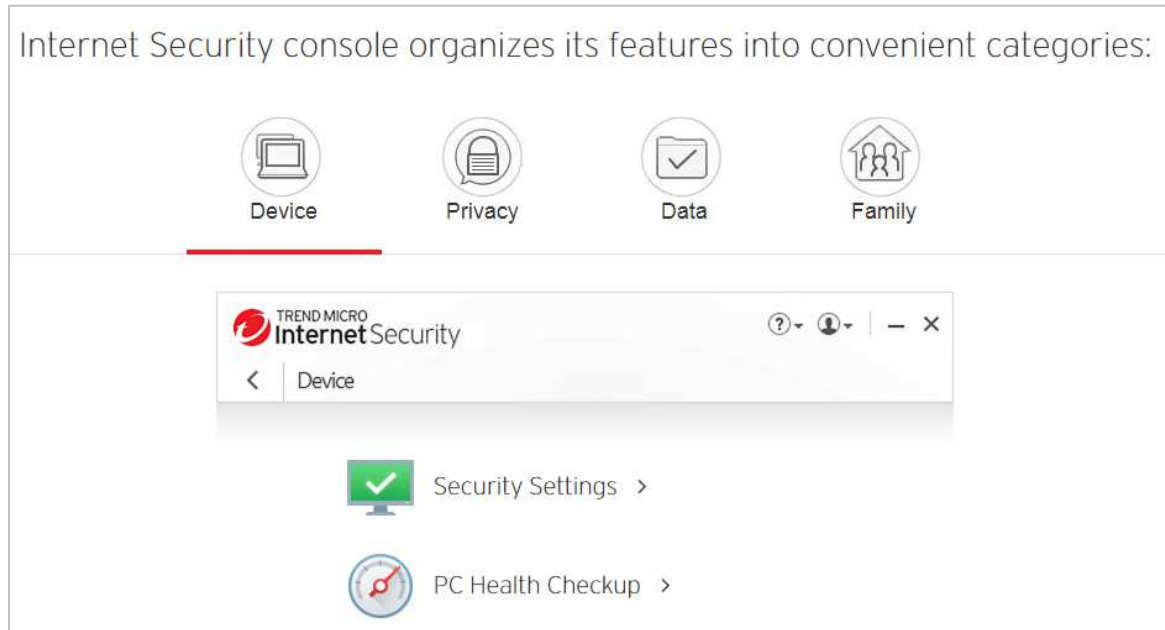 Internet Security console organizes its features into convenient categories:
Device Privacy Data Family
TREND MICRO
Internet Security
Device
Security Settings
PC Health Checkup